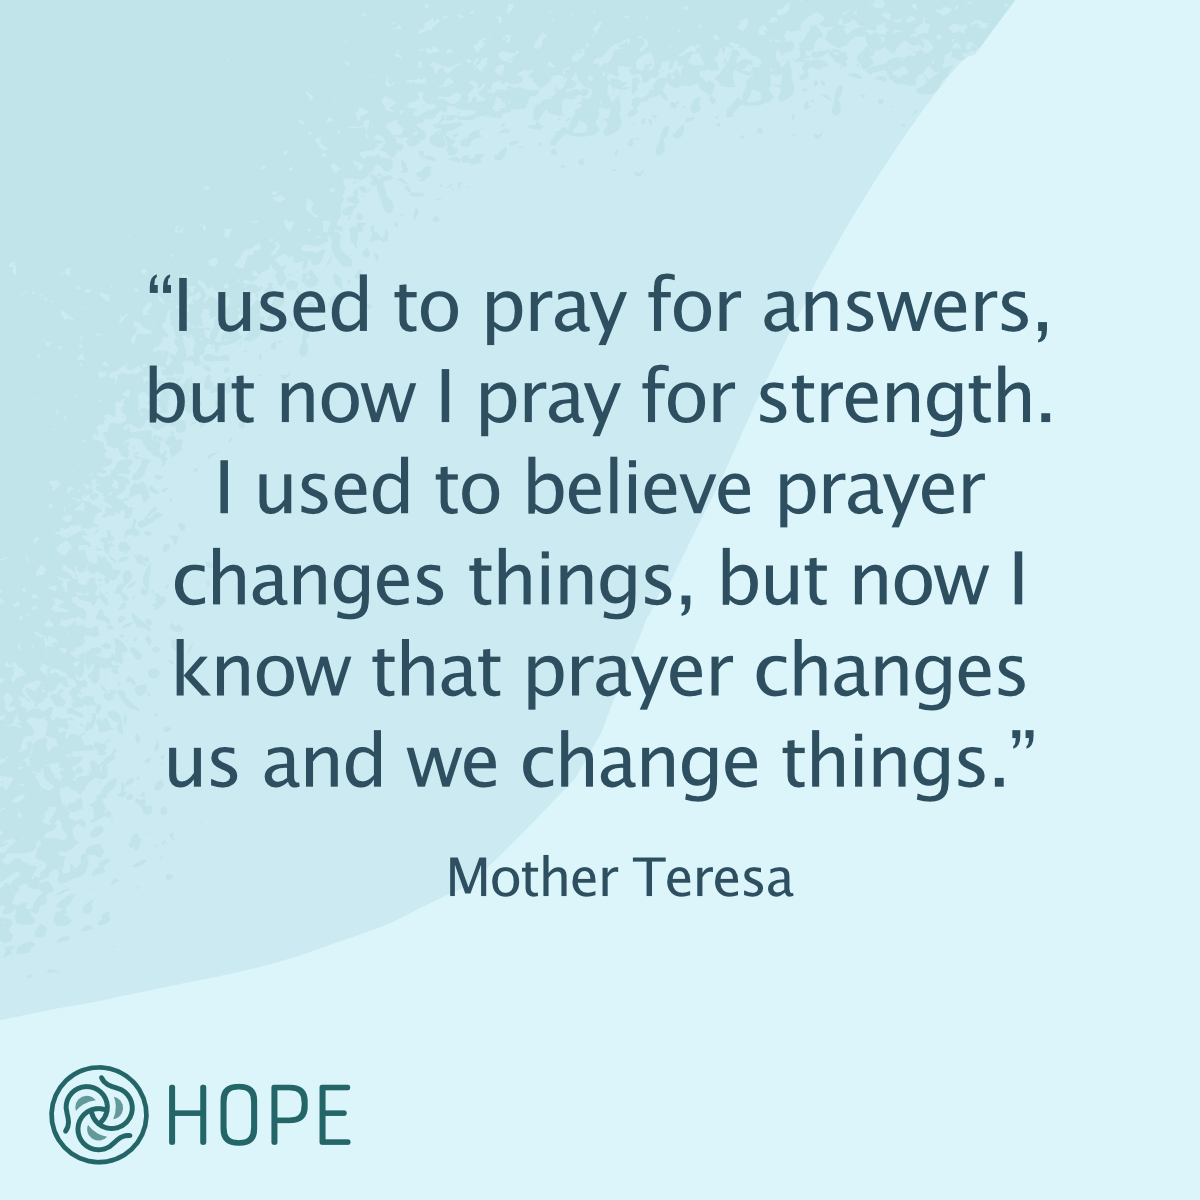 “I used to pray for answers,
but now I pray for strength.
I used to believe prayer
changes things, but now I
know that prayer changes
us and we change things.”
Mother Teresa
HOPE